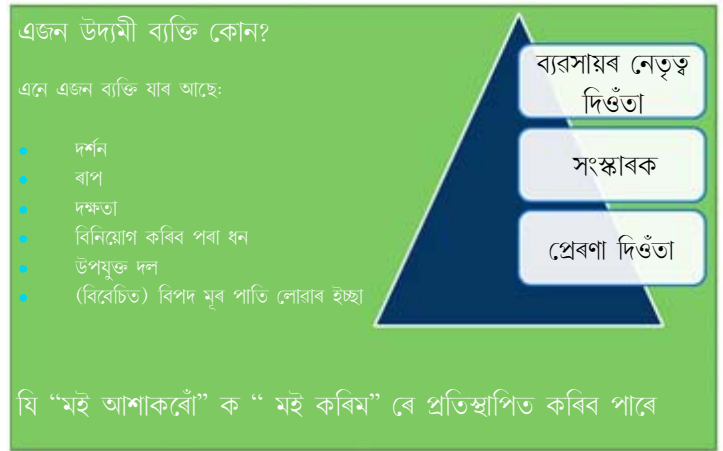 এজন উদ্যমী ব্যক্তি কোন?
এনে এজন ব্যক্তি যাৰ আছে:
দৰ্শন
ৰাপ
দক্ষতা
বিনিয়োগ কৰিব পৰা ধন
উপযুক্ত দল
(বিবেচিত) বিপদ মূৰ পাতি লোৱাৰ ইচ্ছা
ব্যৱসায়ৰ নেতৃত্ব
দিওঁতা
সংস্কাৰক
প্ৰেৰণা দিওঁতা
যি “মই আশাকৰোঁ” ক “ মই কৰিম” ৰে প্ৰতিস্থাপিত কৰিব পাৰে